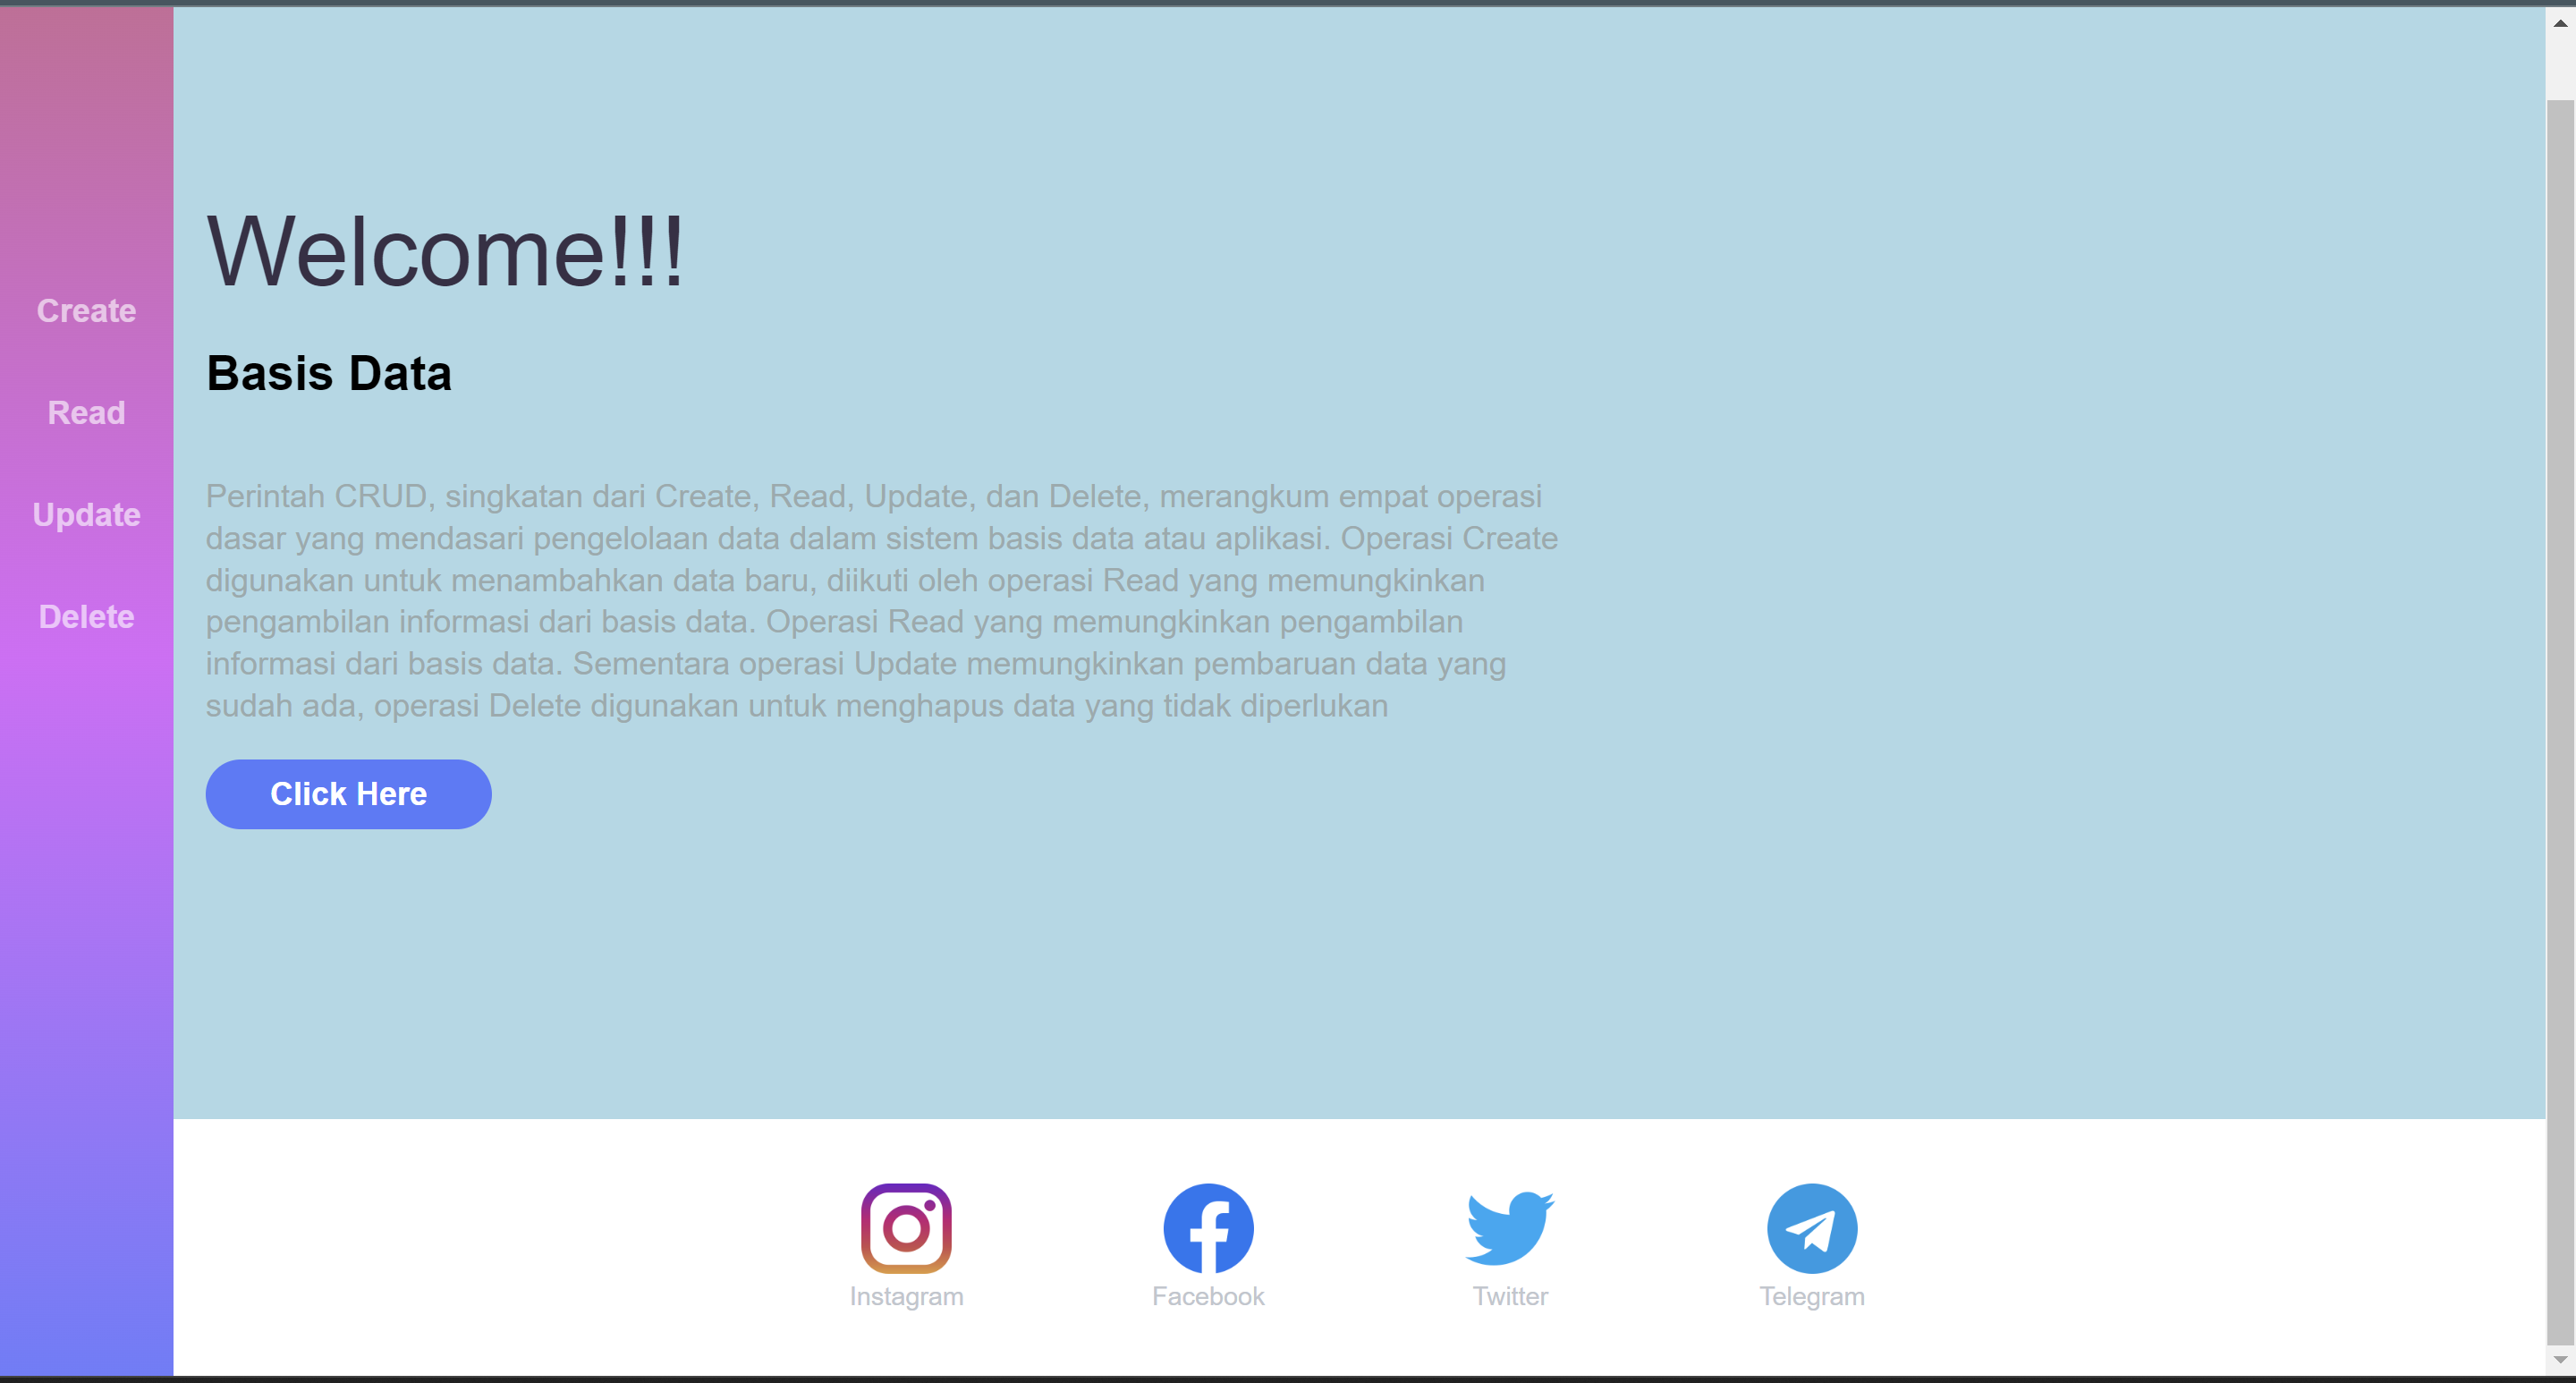 Create
Read
Update
Delete
Welcome!!!
Basis Data
Perintah CRUD, singkatan dari Create, Read, Update, dan Delete, merangkum empat operasi
dasar yang mendasari pengelolaan data dalam sistem basis data atau aplikasi. Operasi Create
digunakan untuk menambahkan data baru, diikuti oleh operasi Read yang memungkinkan
pengambilan informasi dari basis data. Operasi Read yang memungkinkan pengambilan
informasi dari basis data. Sementara operasi Update memungkinkan pembaruan data yang
sudah ada, operasi Delete digunakan untuk menghapus data yang tidak diperlukan
Click Here
Instagram
Facebook
Twitter
Telegram